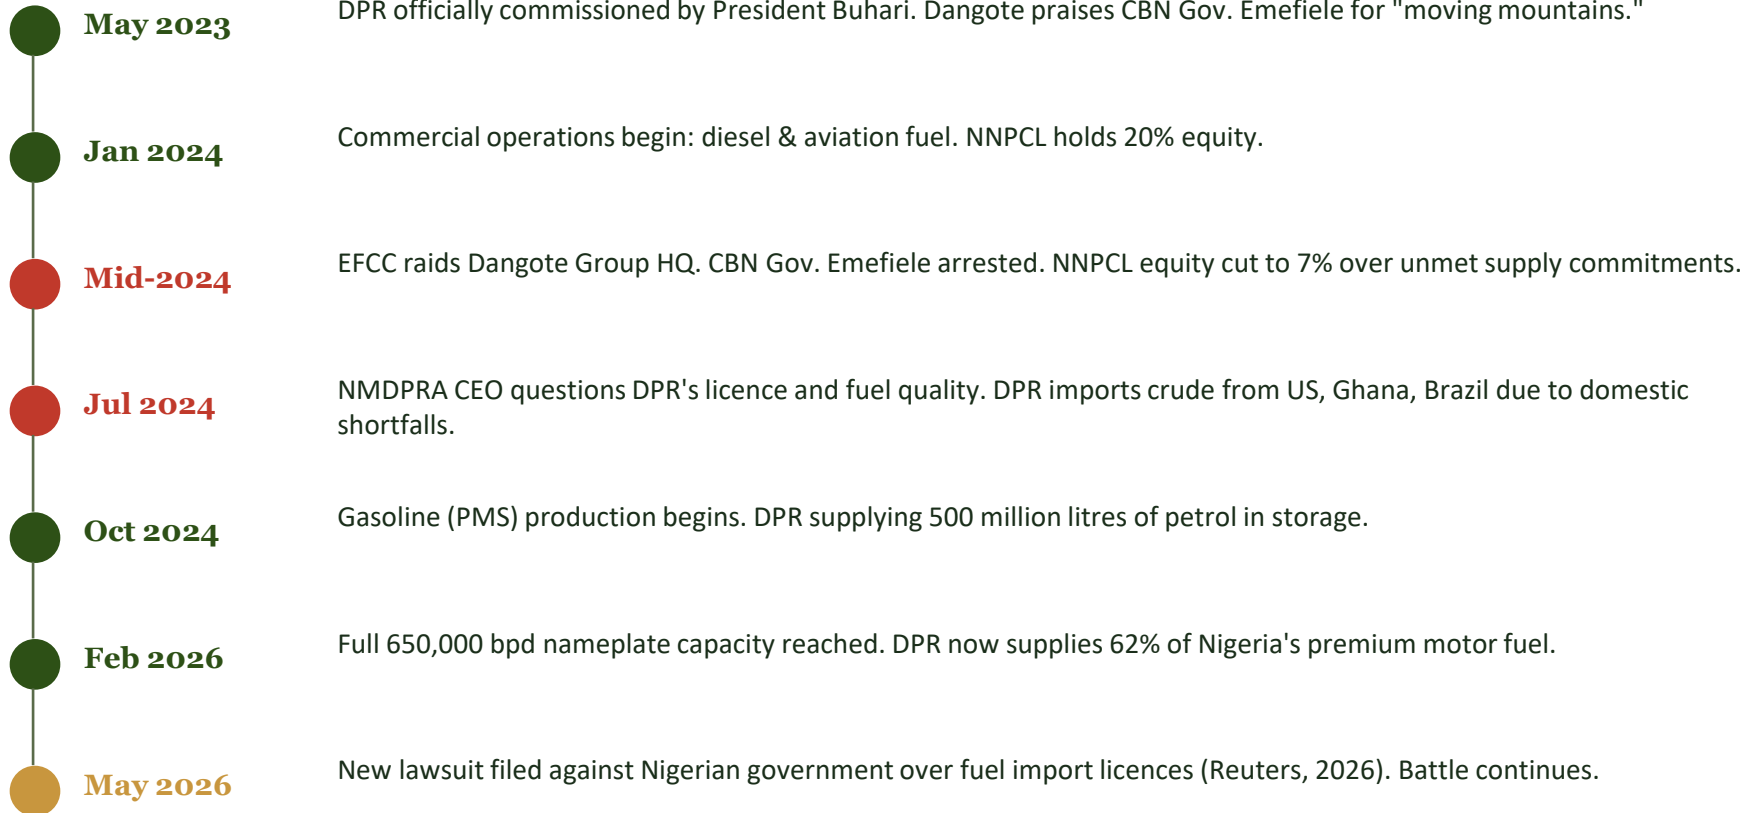 DPR officially commissioned by President Buhari. Dangote praises CBN Gov. Emefiele for "moving mountains."
May 2023
Commercial operations begin: diesel & aviation fuel. NNPCL holds 20% equity.
Jan 2024
EFCC raids Dangote Group HQ. CBN Gov. Emefiele arrested. NNPCL equity cut to 7% over unmet supply commitments.
Mid-2024
NMDPRA CEO questions DPR's licence and fuel quality. DPR imports crude from US, Ghana, Brazil due to domestic
shortfalls.
Jul 2024
Gasoline (PMS) production begins. DPR supplying 500 million litres of petrol in storage.
Oct 2024
Full 650,000 bpd nameplate capacity reached. DPR now supplies 62% of Nigeria's premium motor fuel.
Feb 2026
New lawsuit filed against Nigerian government over fuel import licences (Reuters, 2026). Battle continues.
May 2026